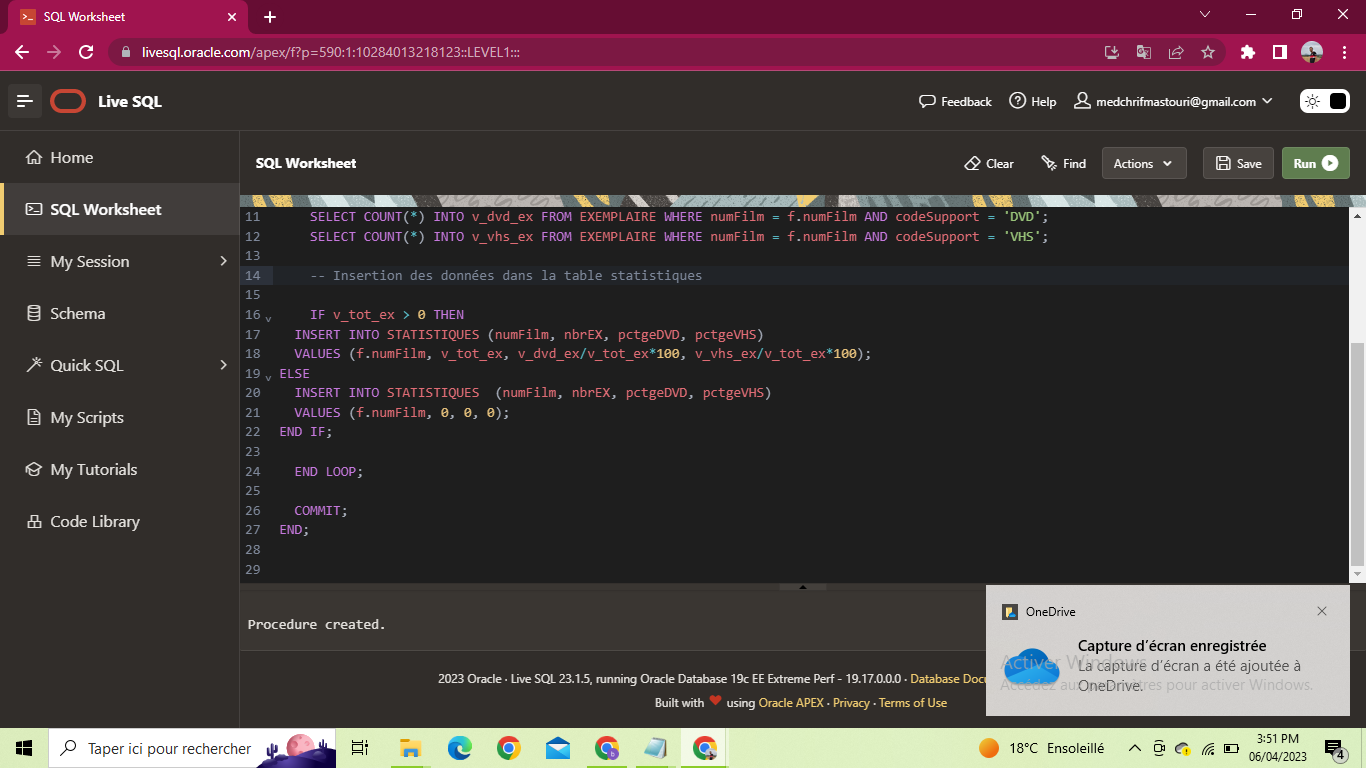 SQL Worksheet
livesql.oracle.com/apex/f?p=590:1:10284013218123::LEVEL1:::
Live SQL
Feedback
Help
medchrifmastouri@gmail.com
Home
SQL Worksheet
My Session
Schema
Quick SQL
My Scripts
My Tutorials
Code Library
SQL Worksheet
Clear
Find
Actions
Save
Run
11 SELECT COUNT(*) INTO v_dvd_ex FROM EXEMPLAIRE WHERE numFilm = f.numFilm AND codeSupport = 'DVD';
12 SELECT COUNT(*) INTO v_vhs_ex FROM EXEMPLAIRE WHERE numFilm = f.numFilm AND codeSupport = 'VHS';
13
14 -- Insertion des données dans la table statistiques
15
16 IF v_tot_ex > 0 THEN
17 INSERT INTO STATISTIQUES (numFilm, nbrEX, pctgeDVD, pctgeVHS)
18 VALUES (f.numFilm, v_tot_ex, v_dvd_ex/v_tot_ex*100, v_vhs_ex/v_tot_ex*100);
19 ELSE
20 INSERT INTO STATISTIQUES  (numFilm, nbrEX, pctgeDVD, pctgeVHS)
21 VALUES (f.numFilm, 0, 0, 0);
22 END IF;
23
24 END LOOP;
25
26 COMMIT;
27 END;
28
29
Procedure created.
2023 Oracle · Live SQL 23.1.5, running Oracle Database 19c EE Extreme Perf - 19.17.0.0.0 · Database Docu
Built with ❤ using Oracle APEX · Privacy · Terms of Use
OneDrive
Capture d'écran enregistrée
La capture d'écran a été ajoutée à
OneDrive.
Activer Windows
Accédez aux paramètres pour activer Windows.
Taper ici pour rechercher
18°C Ensoleillé
3:51 PM
06/04/2023
4